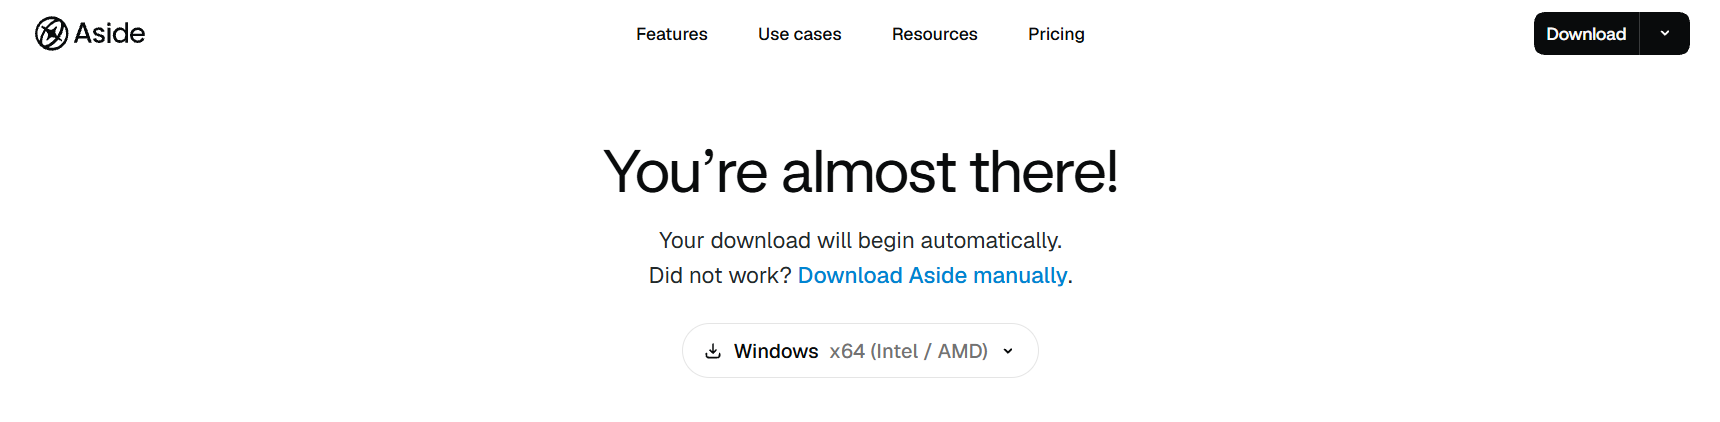 Aside
Features
Use cases
Resources
Pricing
Download
You’re almost there!
Your download will begin automatically.
Did not work? Download Aside manually.
Windows x64 (Intel / AMD)